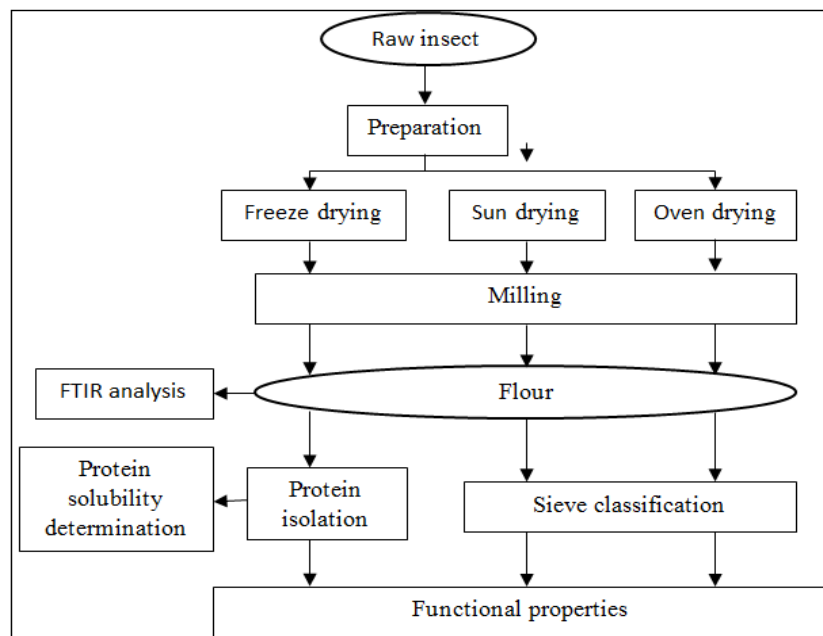 Raw insect
Preparation
Freeze drying
Sun drying
Oven drying
Milling
FTIR analysis
Flour
Protein
solubility
determination
Protein
isolation
Sieve classification
Functional properties